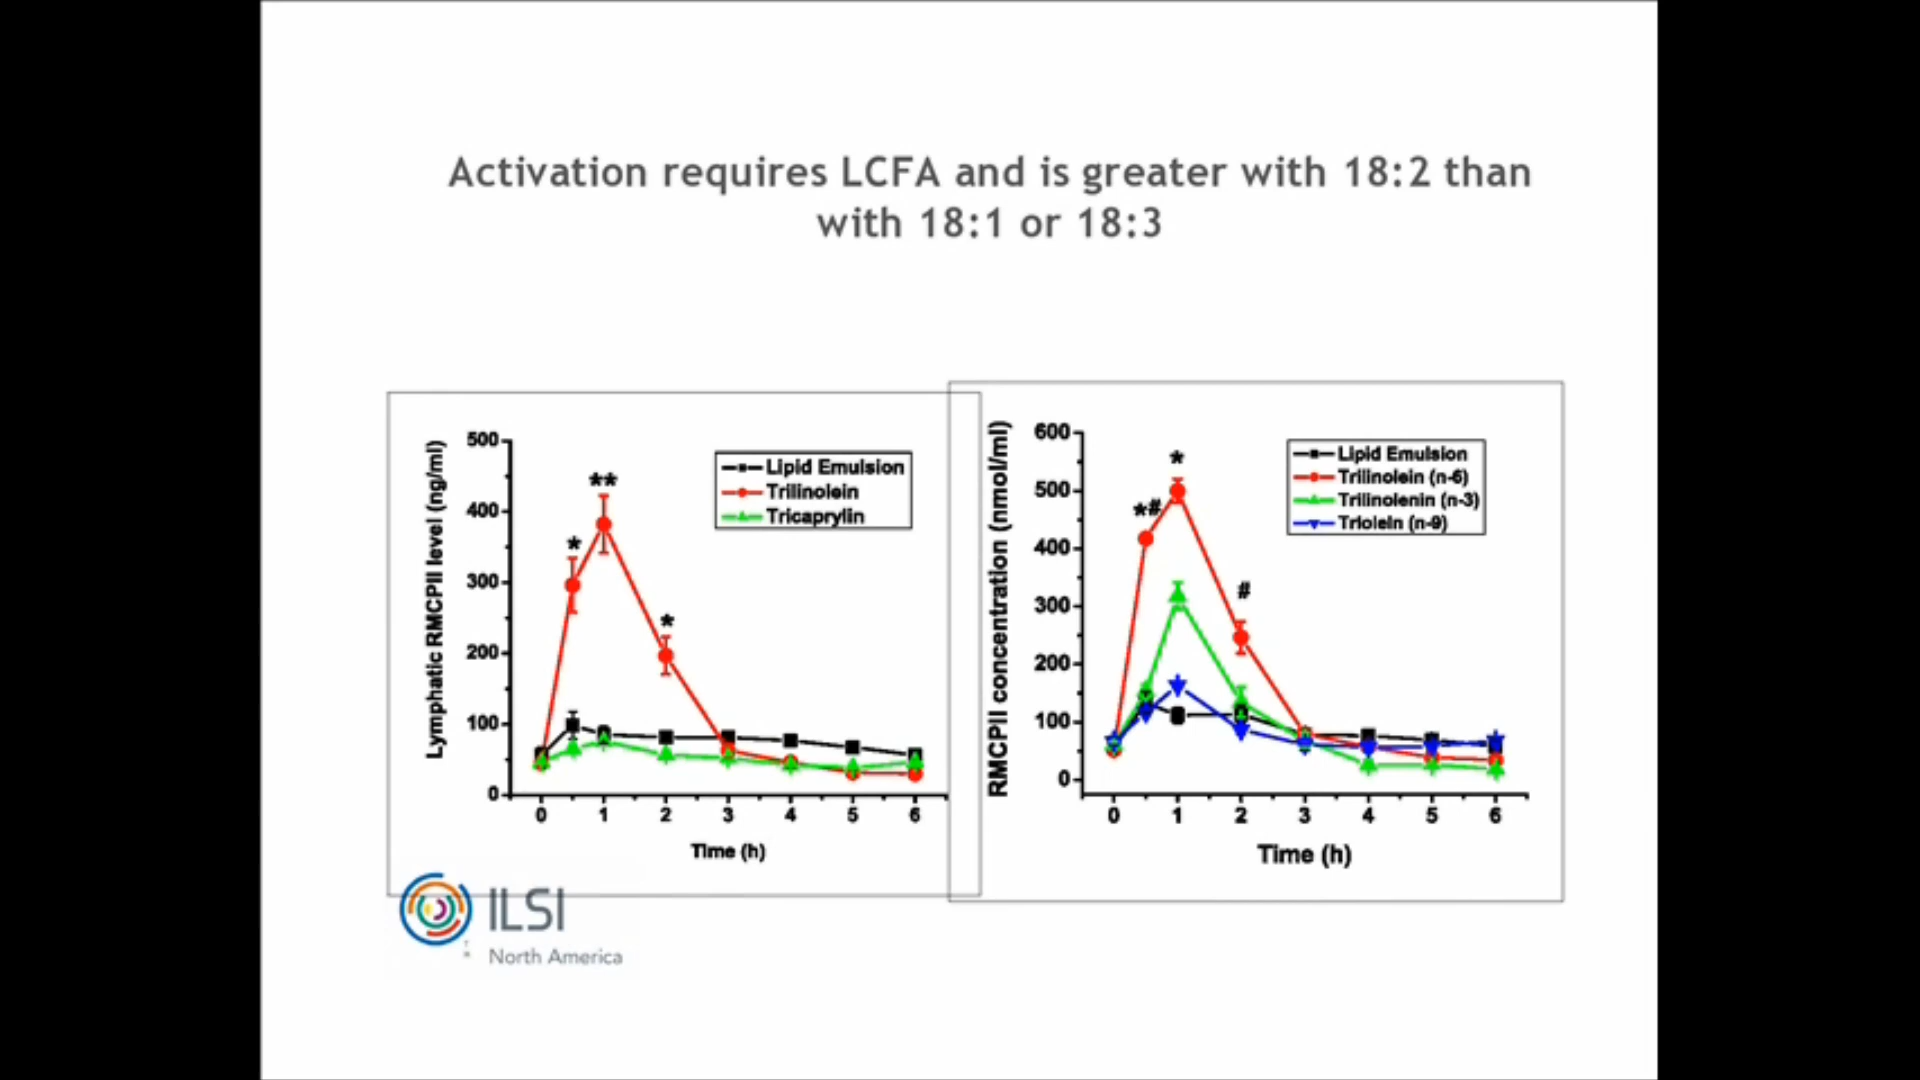 Activation requires LCFA and is greater with 18:2 than
with 18:1 or 18:3
Lymphatic RMCPII level (ng/ml)
500
400
300
200
100
0
**
*
*
Lipid Emulsion
Trilinolein
Tricaprylin
0 1 2 3 4 5 6
Time (h)
RMCPII concentration (nmol/ml)
600
500
400
300
200
100
0
*
*#
#
Lipid Emulsion
Trilinolein (n-6)
Trilinolenin (n-3)
Triolein (n-9)
0 1 2 3 4 5 6
Time (h)
ILSI
North America